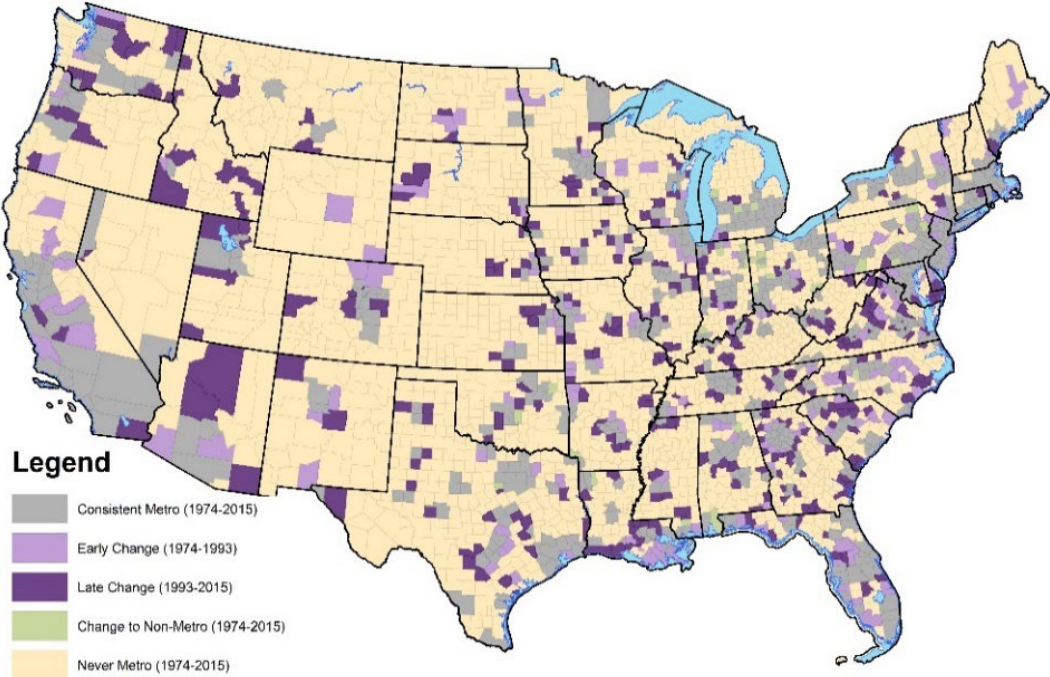 Legend
Consistent Metro (1974-2015)
Early Change (1974-1993)
Late Change (1993-2015)
Change to Non-Metro (1974-2015)
Never Metro (1974-2015)